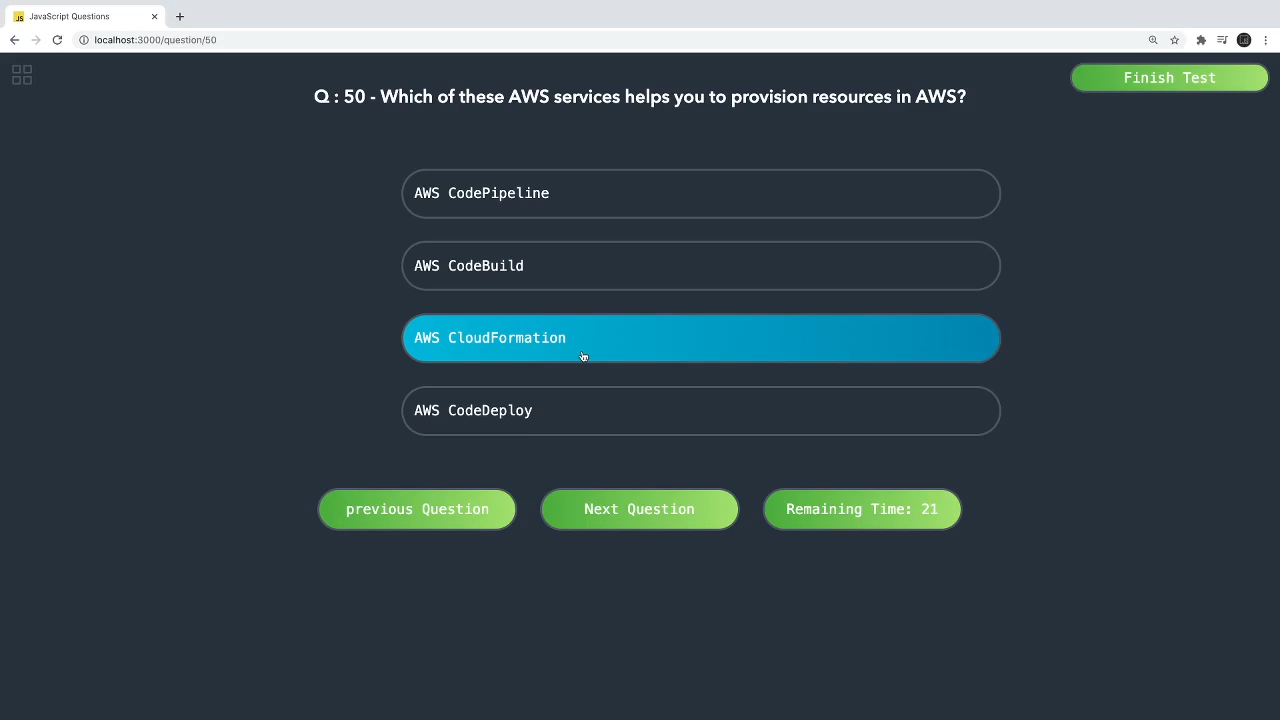 JavaScript Questions
localhost:3000/question/50
Finish Test
Q : 50 - Which of these AWS services helps you to provision resources in AWS?
AWS CodePipeline
AWS CodeBuild
AWS CloudFormation
AWS CodeDeploy
previous Question
Next Question
Remaining Time: 21